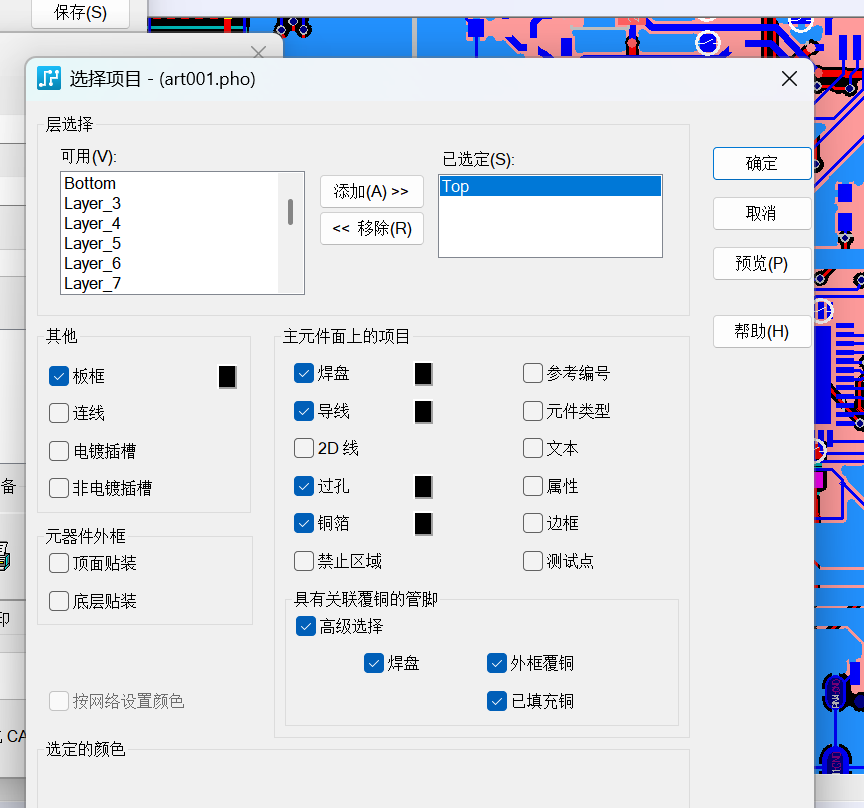 保存(S)
选择项目 - (art001.pho)
层选择
可用(V):
已选定(S):
Bottom
Layer_3
Layer_4
Layer_5
Layer_6
Layer_7
添加(A) >>
<< 移除(R)
Top
确定
取消
预览(P)
帮助(H)
其他
板框
连线
电镀插槽
非电镀插槽
主元件面上的项目
焊盘
参考编号
导线
元件类型
2D 线
文本
过孔
属性
铜箔
边框
禁止区域
测试点
元器件外框
顶面贴装
底层贴装
具有关联覆铜的管脚
高级选择
焊盘
外框覆铜
已填充铜
按网络设置颜色
选定的颜色
备
印
CA